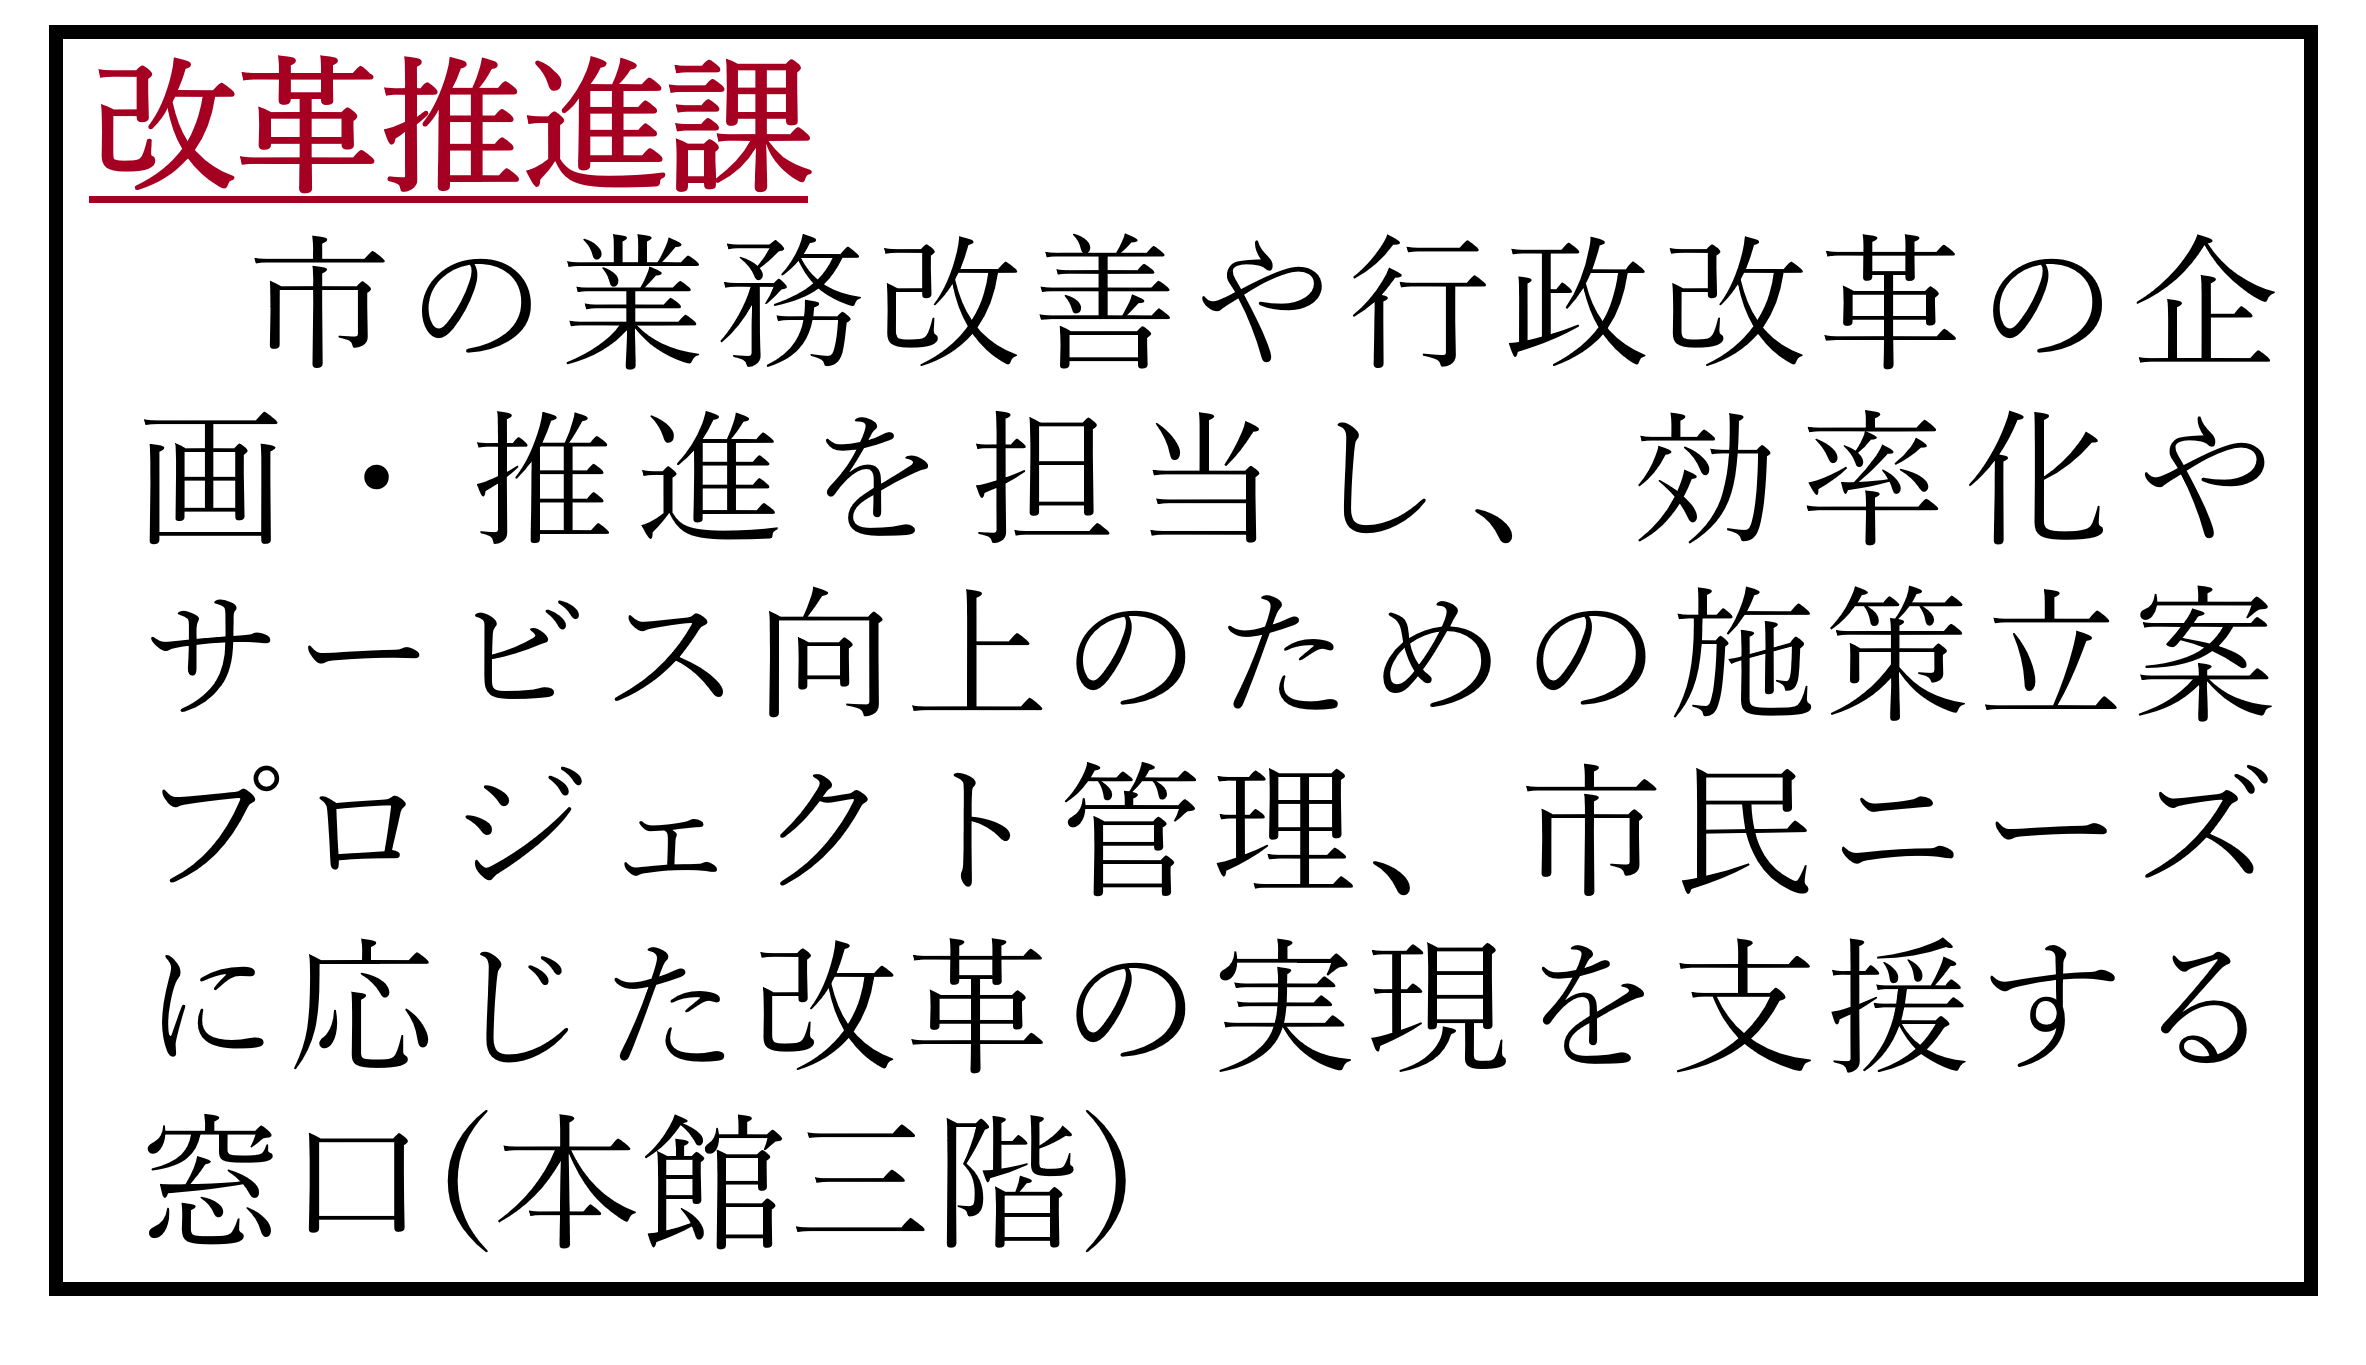 改革推進課
市の業務改善や行政改革の企
画・推進を担当し、効率化や
サービス向上のための施策立案
プロジェクト管理、市民ニーズ
に応じた改革の実現を支援する
窓口(本館三階)